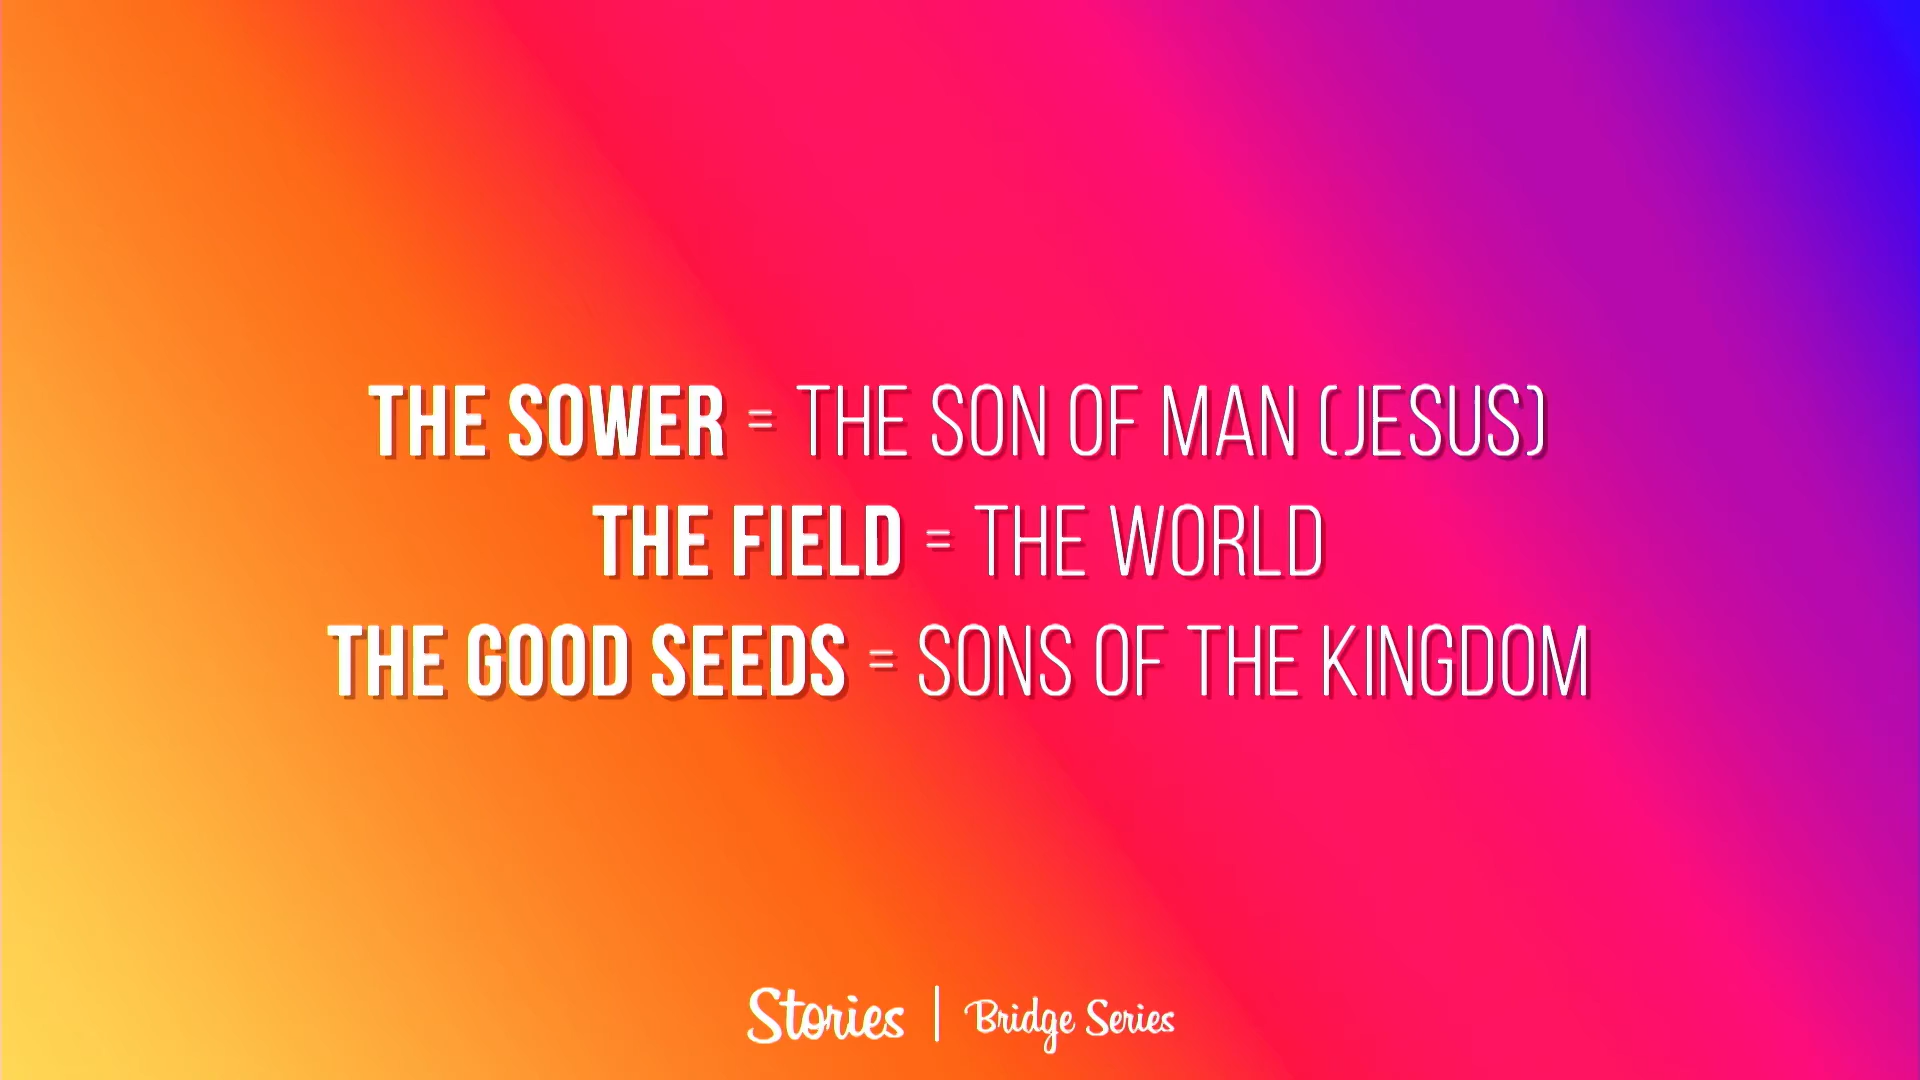 THE SOWER = THE SON OF MAN (JESUS)
THE FIELD = THE WORLD
THE GOOD SEEDS = SONS OF THE KINGDOM
Stories | Bridge Series